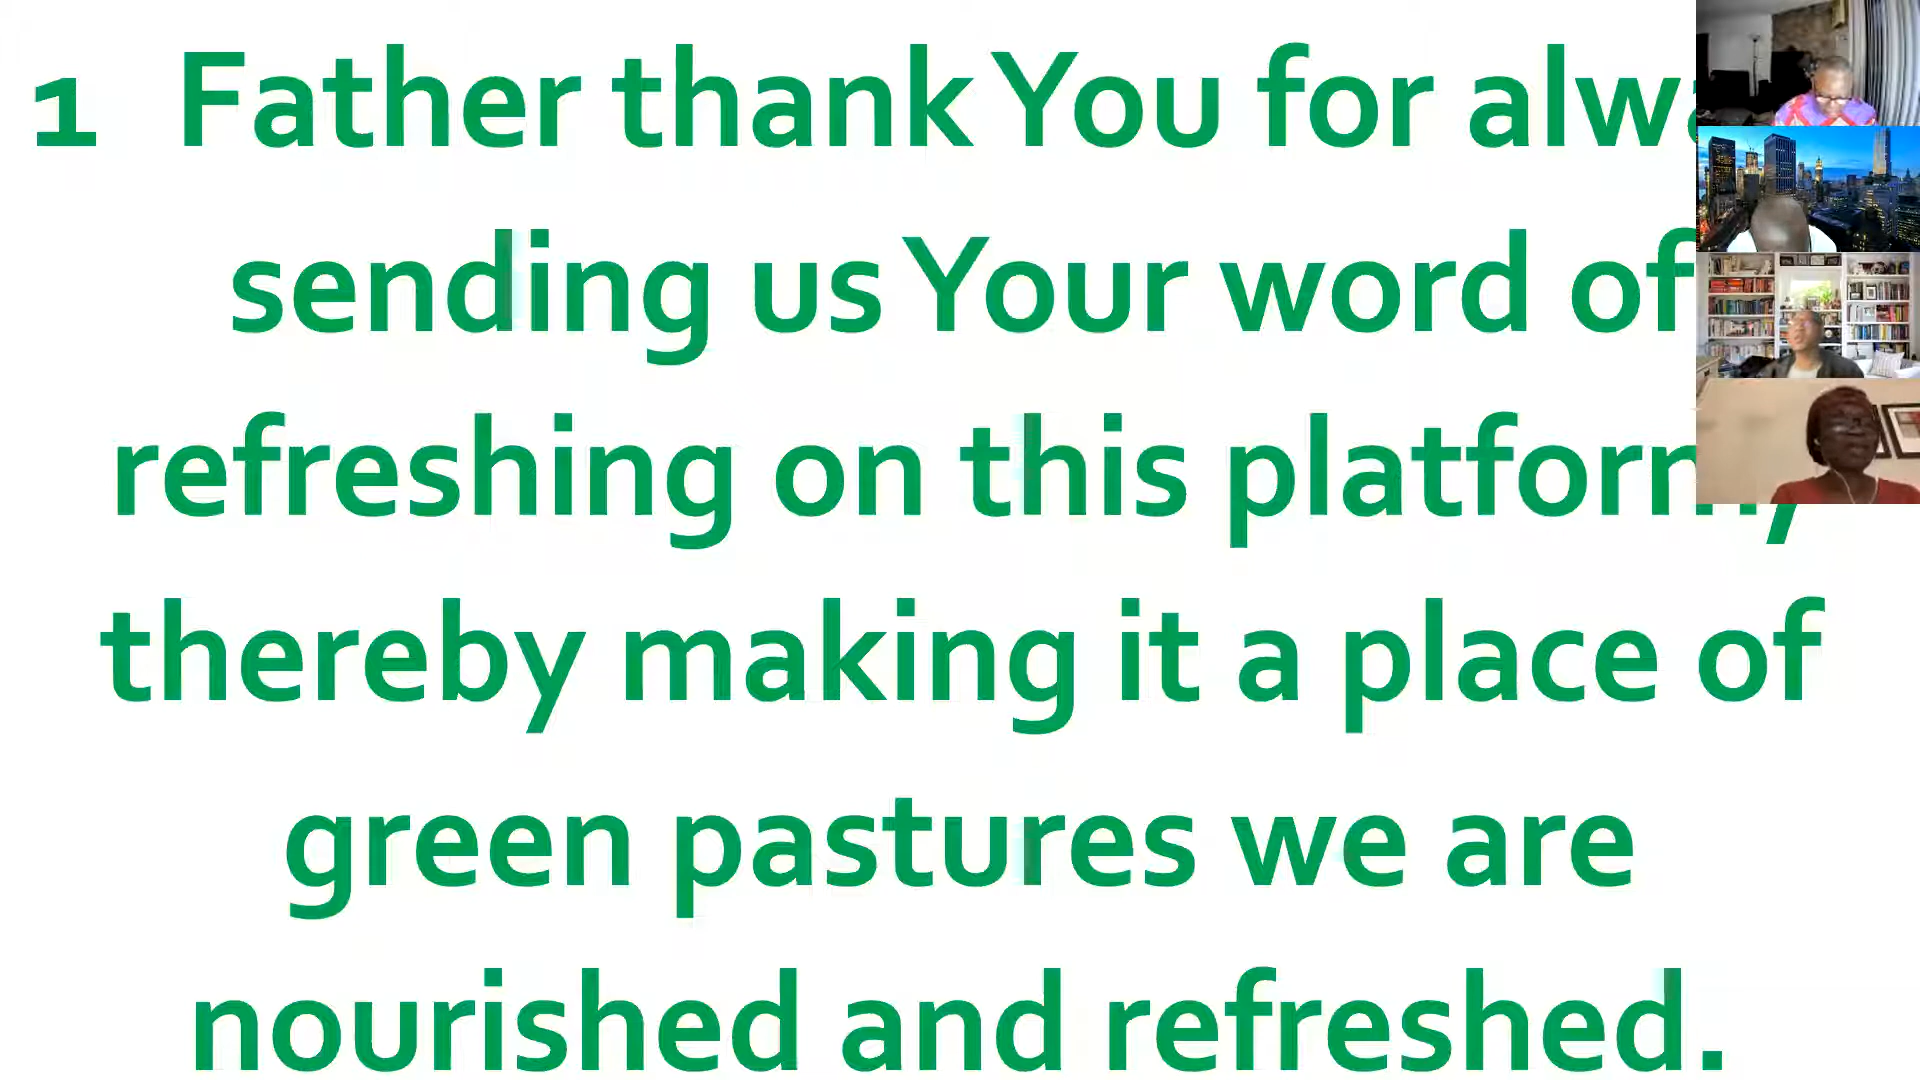 1 Father thank You for
sending us Your word of
refreshing on this
thereby making it a place of
green pastures we are
nourished and refreshed.